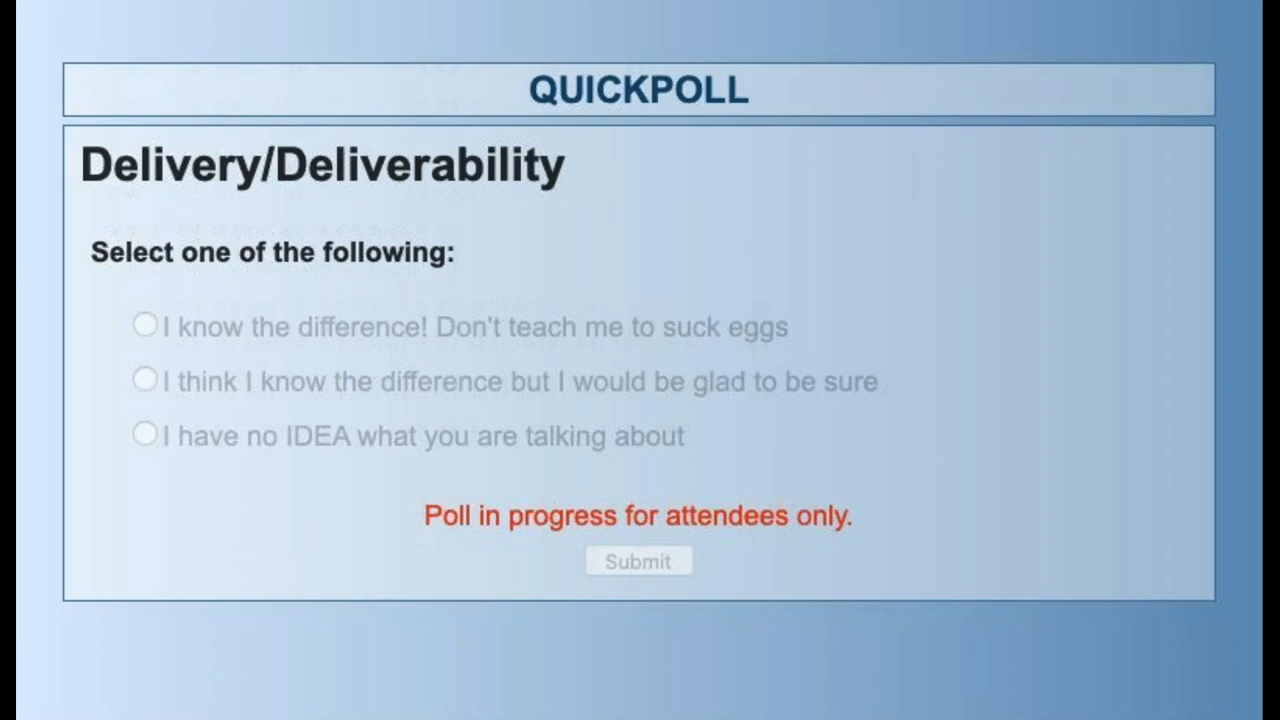 QUICKPOLL
Delivery/Deliverability
Select one of the following:
I know the difference! Don't teach me to suck eggs
I think I know the difference but I would be glad to be sure
I have no IDEA what you are talking about
Poll in progress for attendees only.
Submit